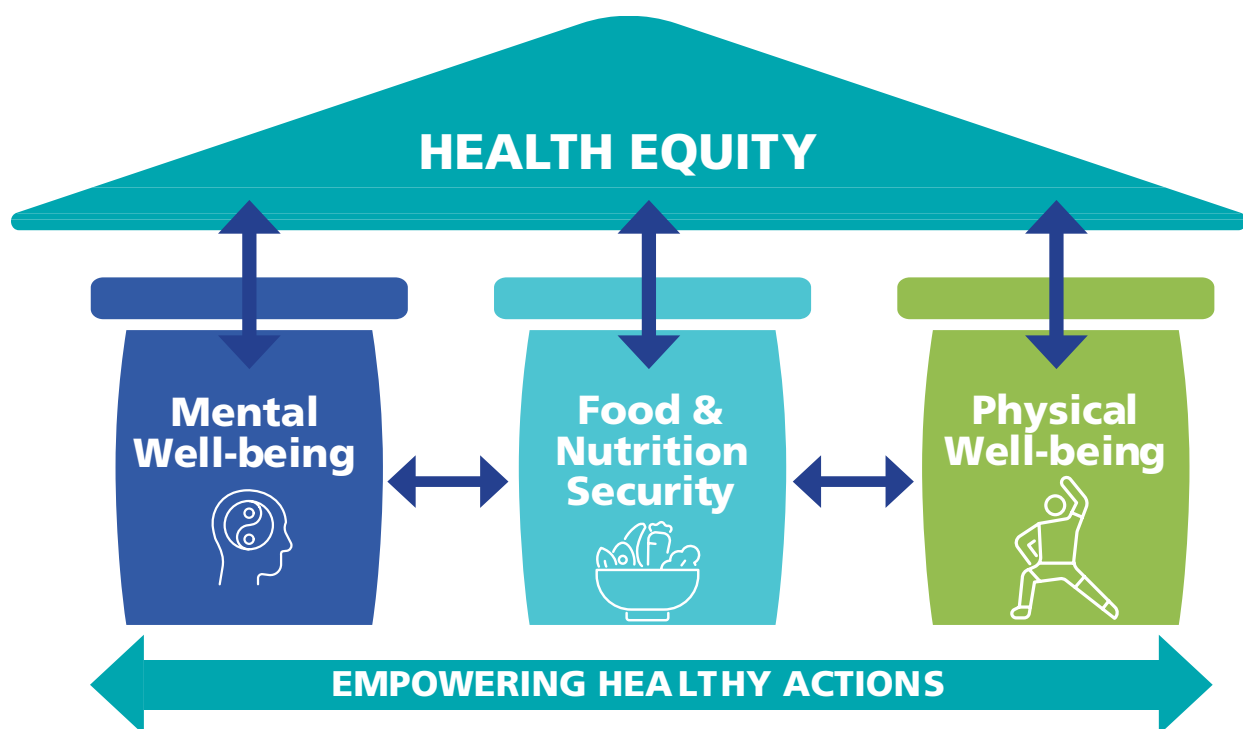 HEALTH EQUITY
Mental
Well-being
Food &
Nutrition
Security
Physical
Well-being
EMPOWERING HEALTHY ACTIONS